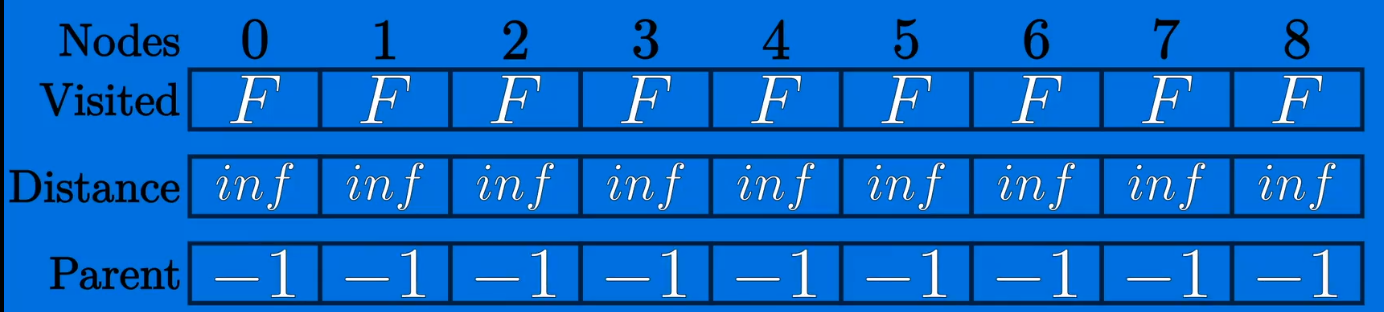 Nodes 0 1 2 3 4 5 6 7 8
Visited F F F F F F F F F
Distance inf inf inf inf inf inf inf inf inf
Parent −1 −1 −1 −1 −1 −1 −1 −1 −1